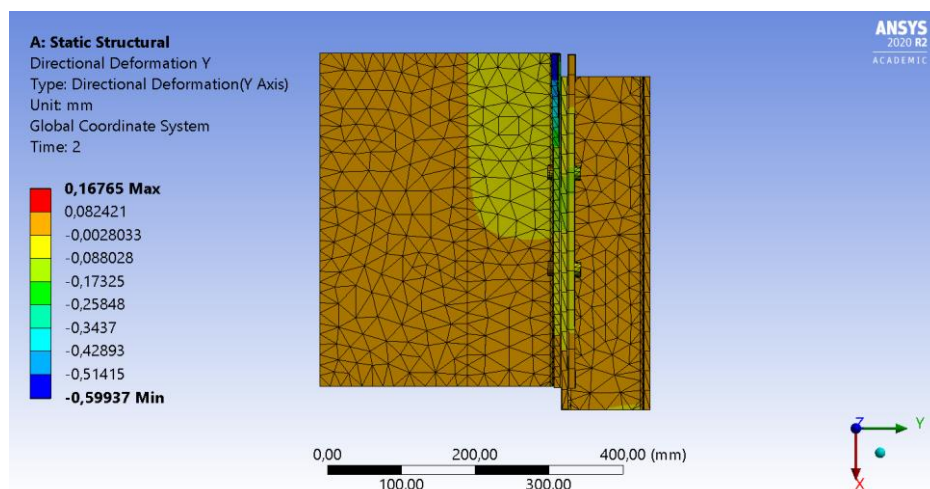 A: Static Structural
Directional Deformation Y
Type: Directional Deformation(Y Axis)
Unit: mm
Global Coordinate System
Time: 2
0,16765 Max
0,082421
-0,0028033
-0,088028
-0,17325
-0,25848
-0,3437
-0,42893
-0,51415
-0,59937 Min
ANSYS
2020 R2
ACADEMIC
0,00 200,00 400,00 (mm)
100,00 300,00
Z Y
X